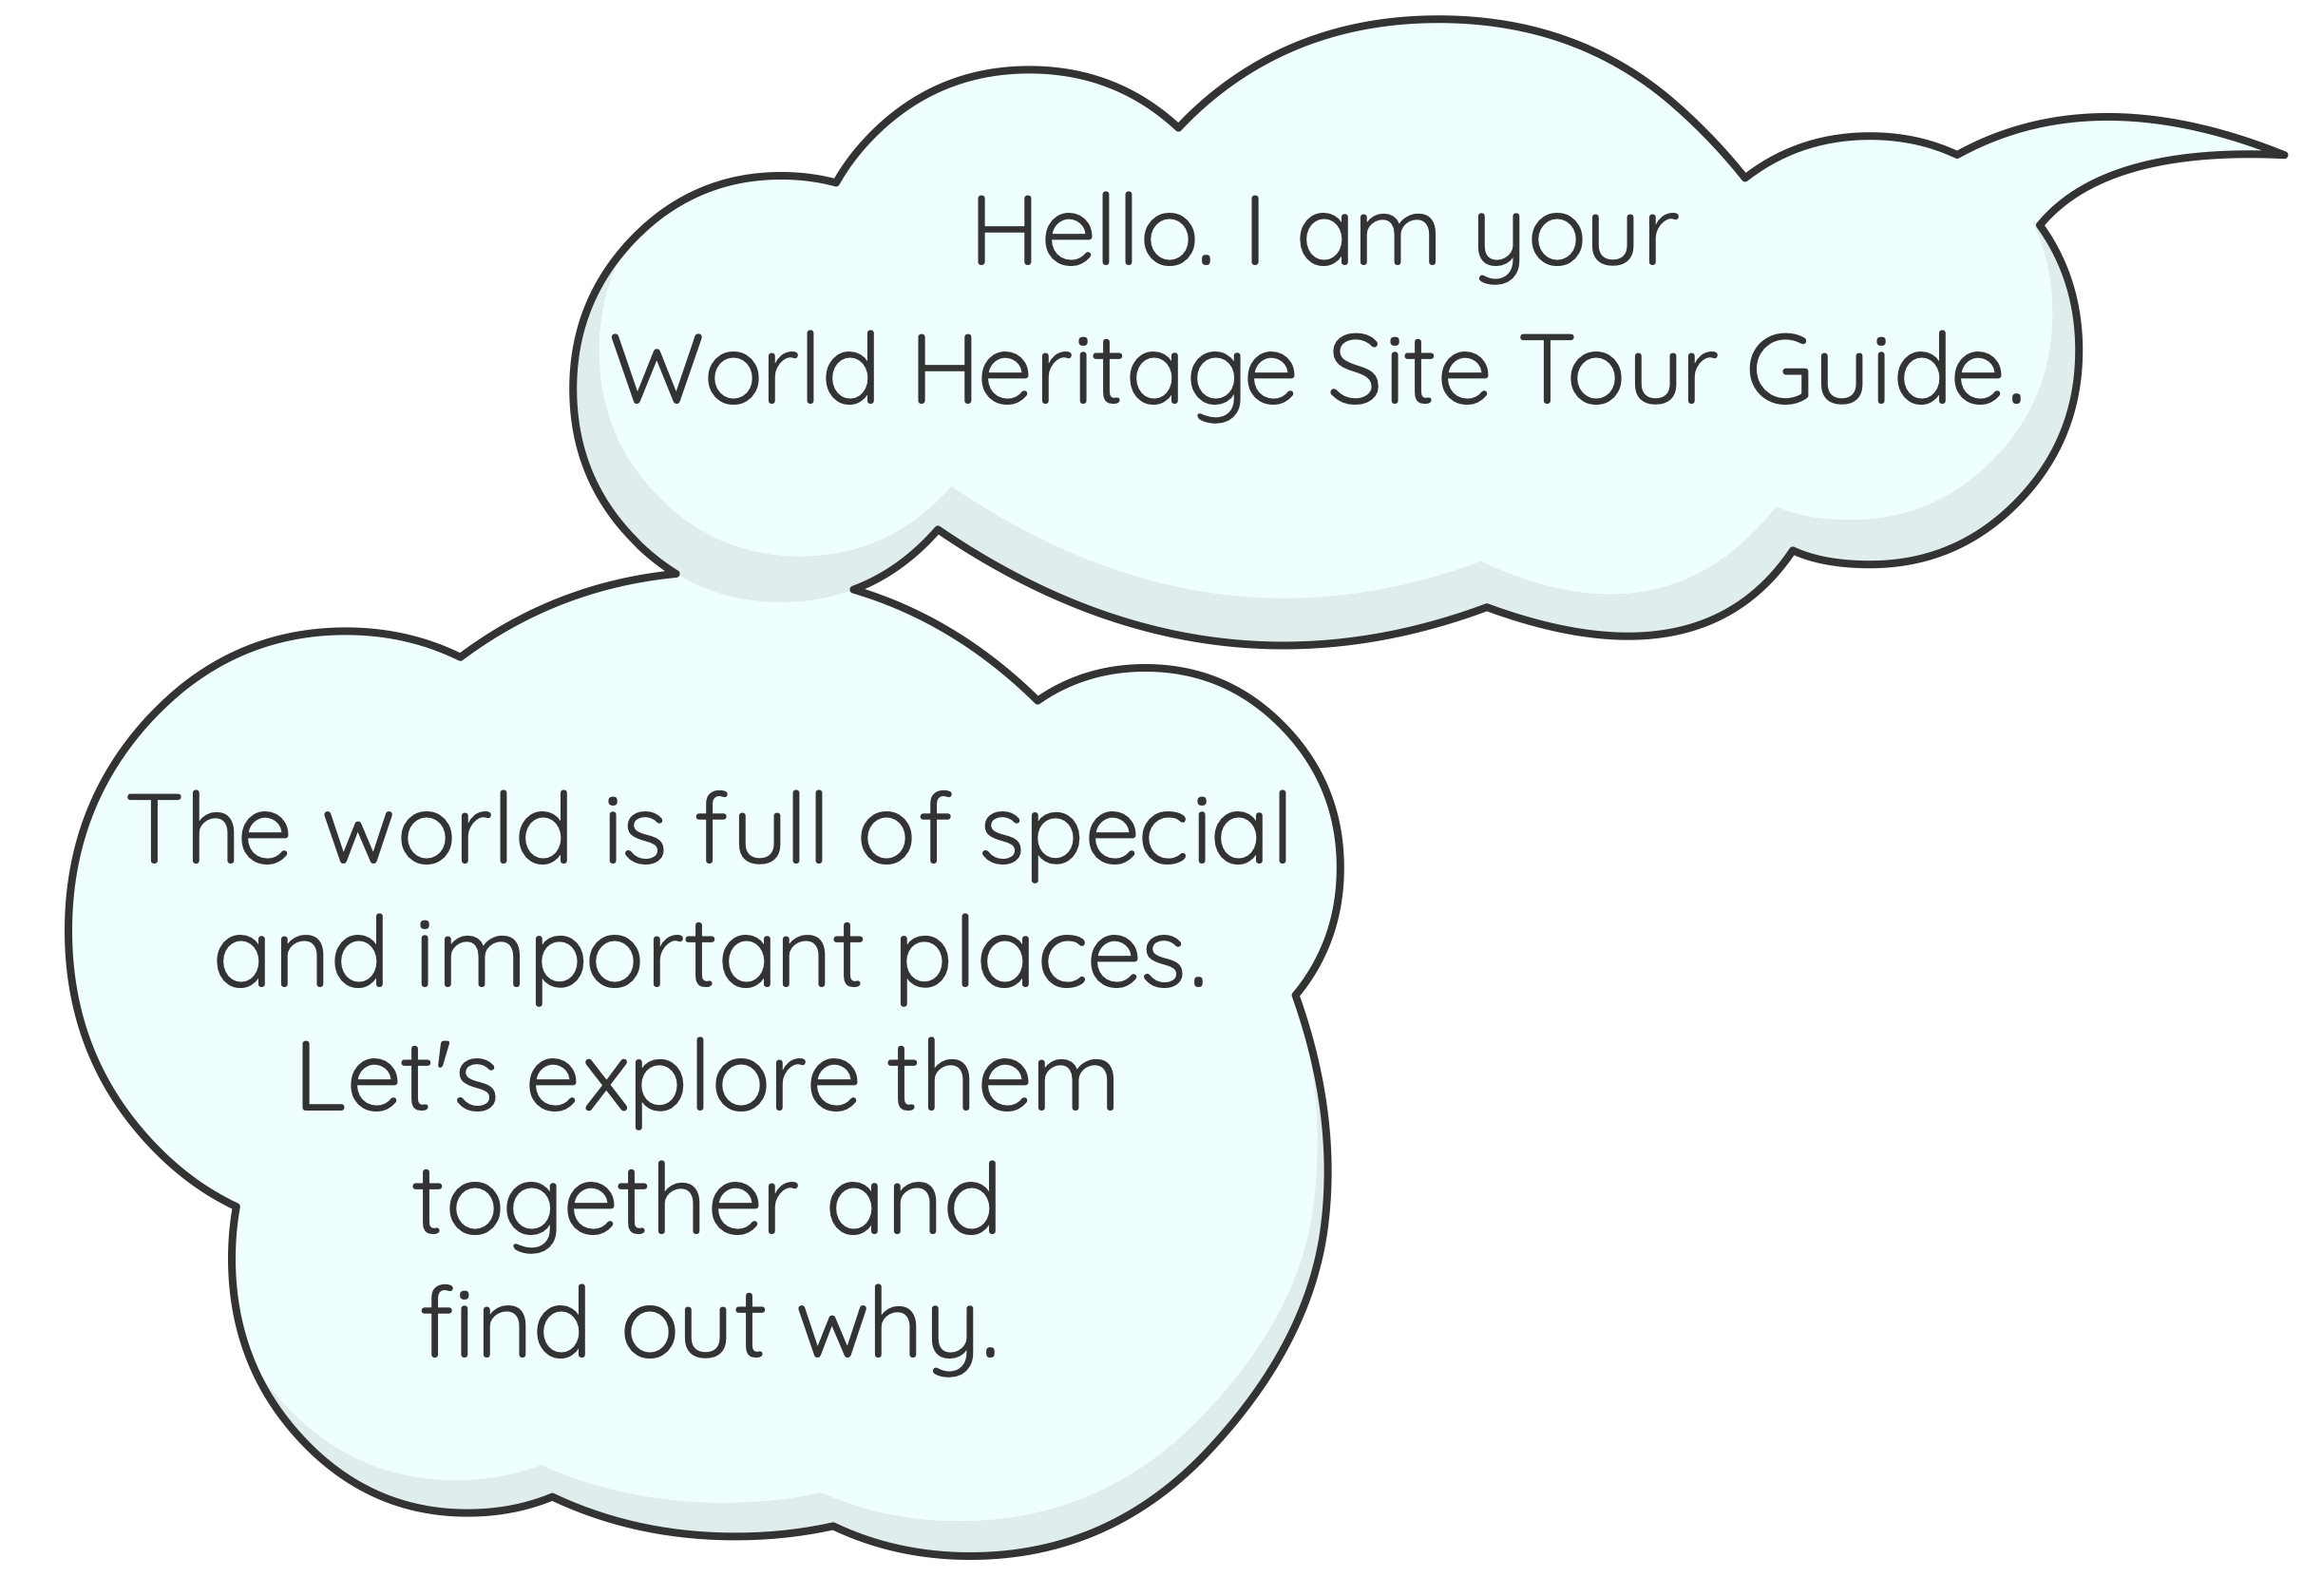 Hello. I am your
World Heritage Site Tour Guide.
The world is full of special
and important places.
Let's explore them
together and
find out why.